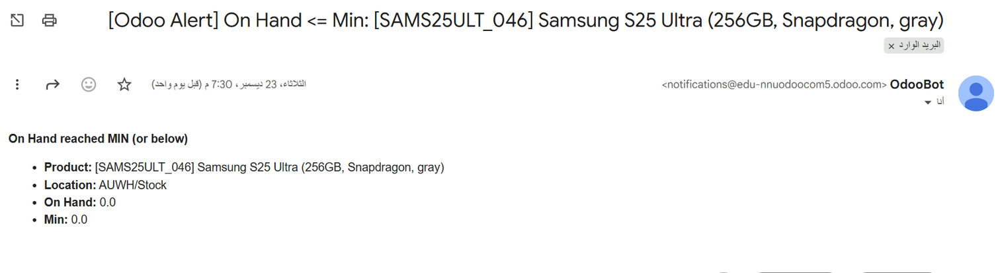 [Odoo Alert] On Hand <= Min: [SAMS25ULT_046] Samsung S25 Ultra (256GB, Snapdragon, gray)
البريد الوارد ×
OdooBot <notifications@edu-nnuodoocom5.odoo.com>
الثلاثاء، 23 ديسمبر، 7:30 م (قبل يوم واحد)
أنا
On Hand reached MIN (or below)
• Product: [SAMS25ULT_046] Samsung S25 Ultra (256GB, Snapdragon, gray)
• Location: AUWH/Stock
• On Hand: 0.0
• Min: 0.0